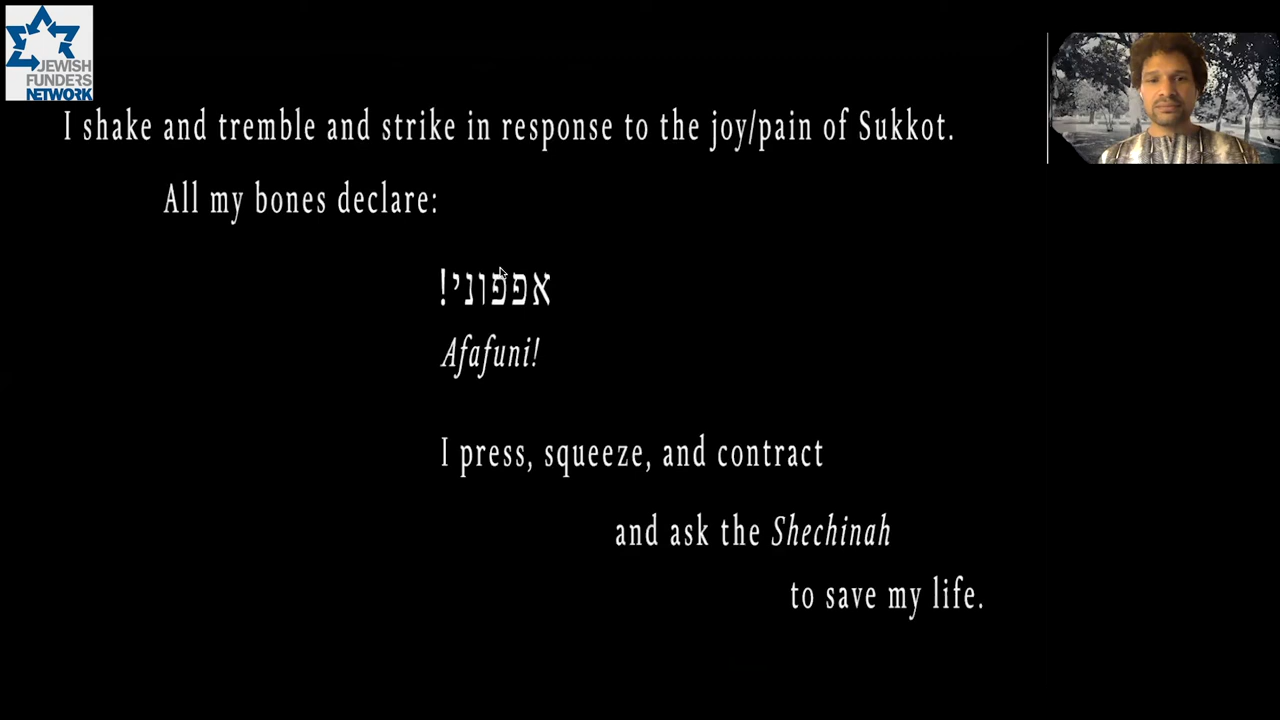 JEWISH
FUNDERS
NETWORK
I shake and tremble and strike in response to the joy/pain of Sukkot.
All my bones declare:
אפפוני!
Afafuni!
I press, squeeze, and contract
and ask the Shechinah
to save my life.